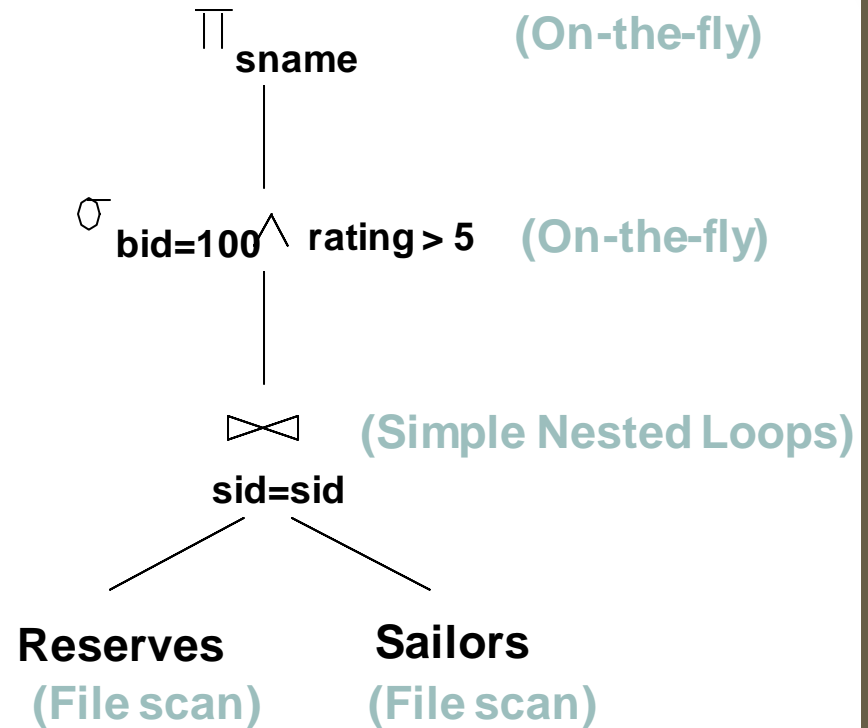 π sname (On-the-fly)
σ bid=100 ∧ rating > 5 (On-the-fly)
⋈ (Simple Nested Loops)
sid=sid
Reserves Sailors
(File scan) (File scan)